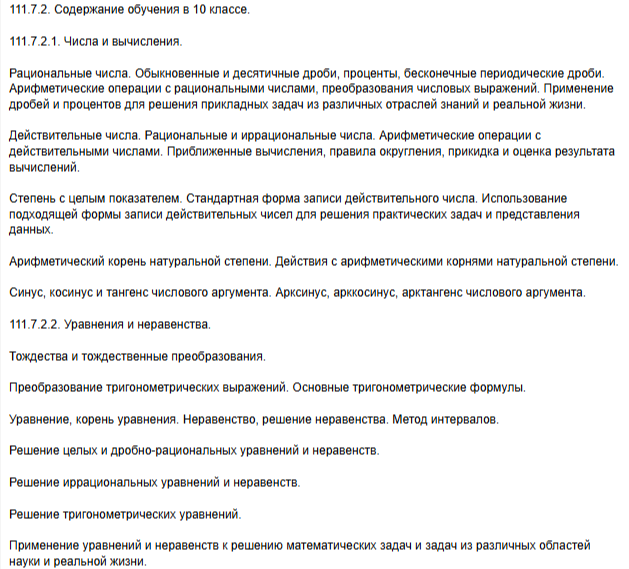 111.7.2. Содержание обучения в 10 классе.
111.7.2.1. Числа и вычисления.
Рациональные числа. Обыкновенные и десятичные дроби, проценты, бесконечные периодические дроби.
Арифметические операции с рациональными числами, преобразования числовых выражений. Применение
дробей и процентов для решения прикладных задач из различных отраслей знаний и реальной жизни.
Действительные числа. Рациональные и иррациональные числа. Арифметические операции с
действительными числами. Приближенные вычисления, правила округления, прикидка и оценка результата
вычислений.
Степень с целым показателем. Стандартная форма записи действительного числа. Использование
подходящей формы записи действительных чисел для решения практических задач и представления
данных.
Арифметический корень натуральной степени. Действия с арифметическими корнями натуральной степени.
Синус, косинус и тангенс числового аргумента. Арксинус, арккосинус, арктангенс числового аргумента.
111.7.2.2. Уравнения и неравенства.
Тождества и тождественные преобразования.
Преобразование тригонометрических выражений. Основные тригонометрические формулы.
Уравнение, корень уравнения. Неравенство, решение неравенства. Метод интервалов.
Решение целых и дробно-рациональных уравнений и неравенств.
Решение иррациональных уравнений и неравенств.
Решение тригонометрических уравнений.
Применение уравнений и неравенств к решению математических задач и задач из различных областей
науки и реальной жизни.